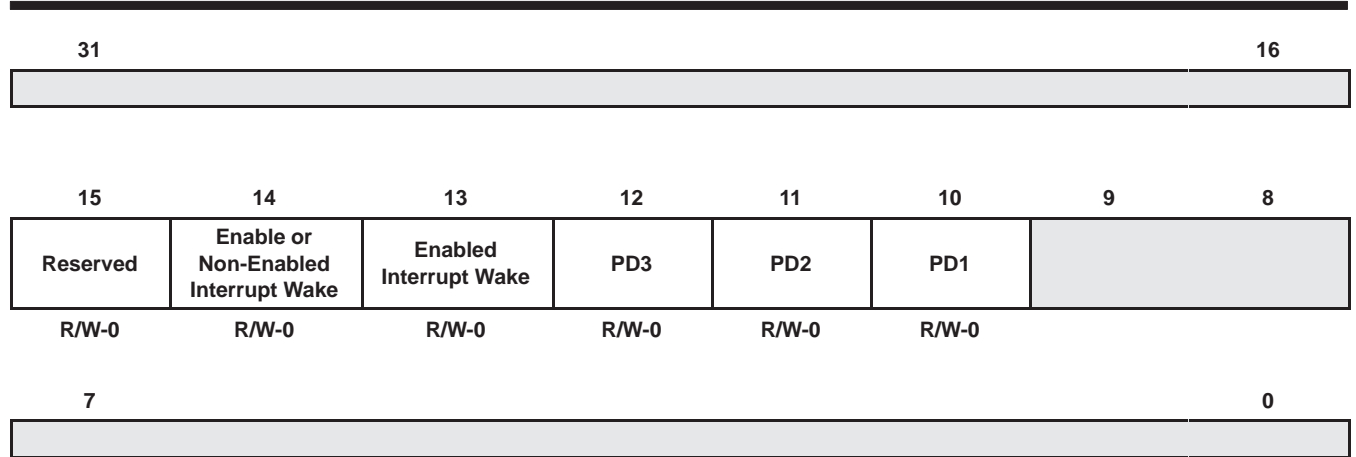 31 16
15 14 13 12 11 10 9 8
Reserved
Enable or
Non-Enabled
Interrupt Wake
Enabled
Interrupt Wake
PD3
PD2
PD1
R/W-0 R/W-0 R/W-0 R/W-0 R/W-0 R/W-0
7 0